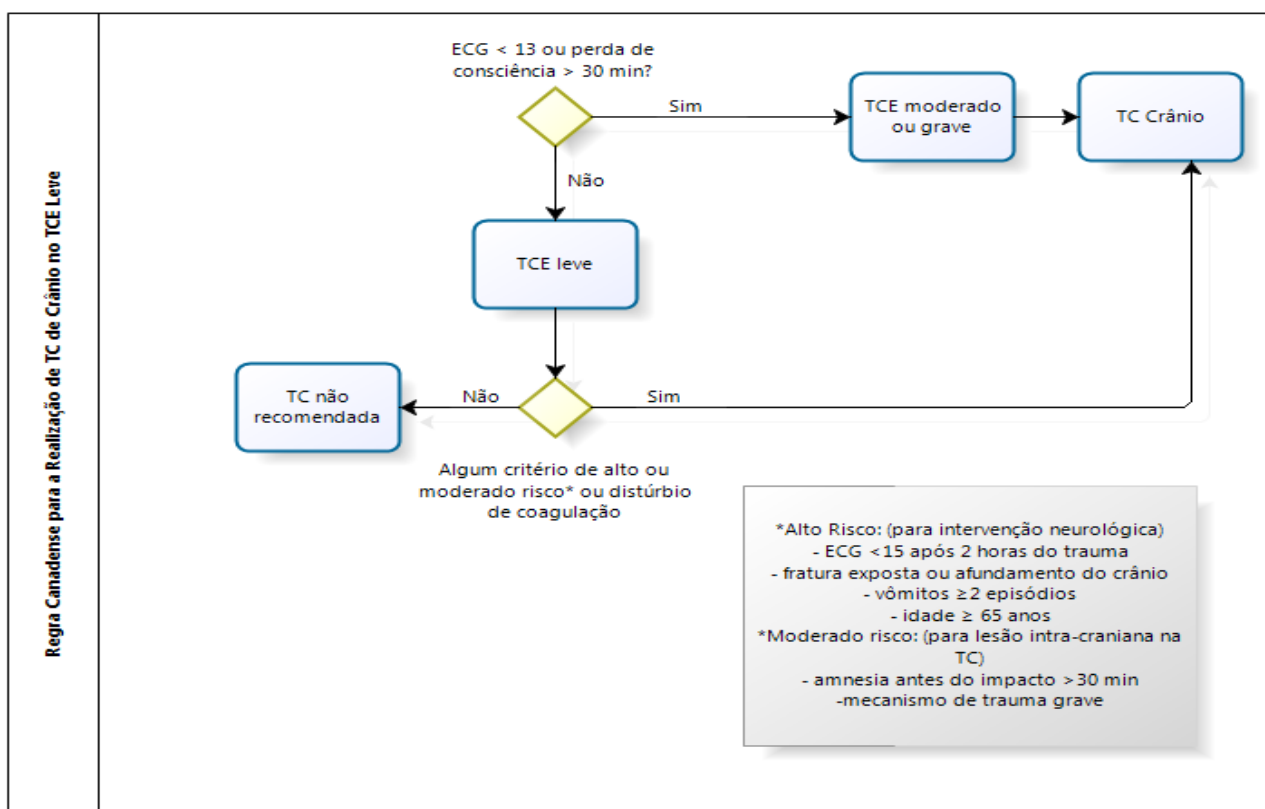 Regra Canadense para a Realização de TC de Crânio no TCE Leve
ECG < 13 ou perda de
consciência > 30 min?
Sim
TCE moderado
ou grave
TC Crânio
Não
TCE leve
TC não
recomendada
Não
Sim
Algum critério de alto ou
moderado risco* ou distúrbio
de coagulação
*Alto Risco: (para intervenção neurológica)
- ECG <15 após 2 horas do trauma
- fratura exposta ou afundamento do crânio
- vômitos ≥2 episódios
- idade ≥ 65 anos
*Moderado risco: (para lesão intra-craniana na
TC)
- amnesia antes do impacto >30 min
-mecanismo de trauma grave